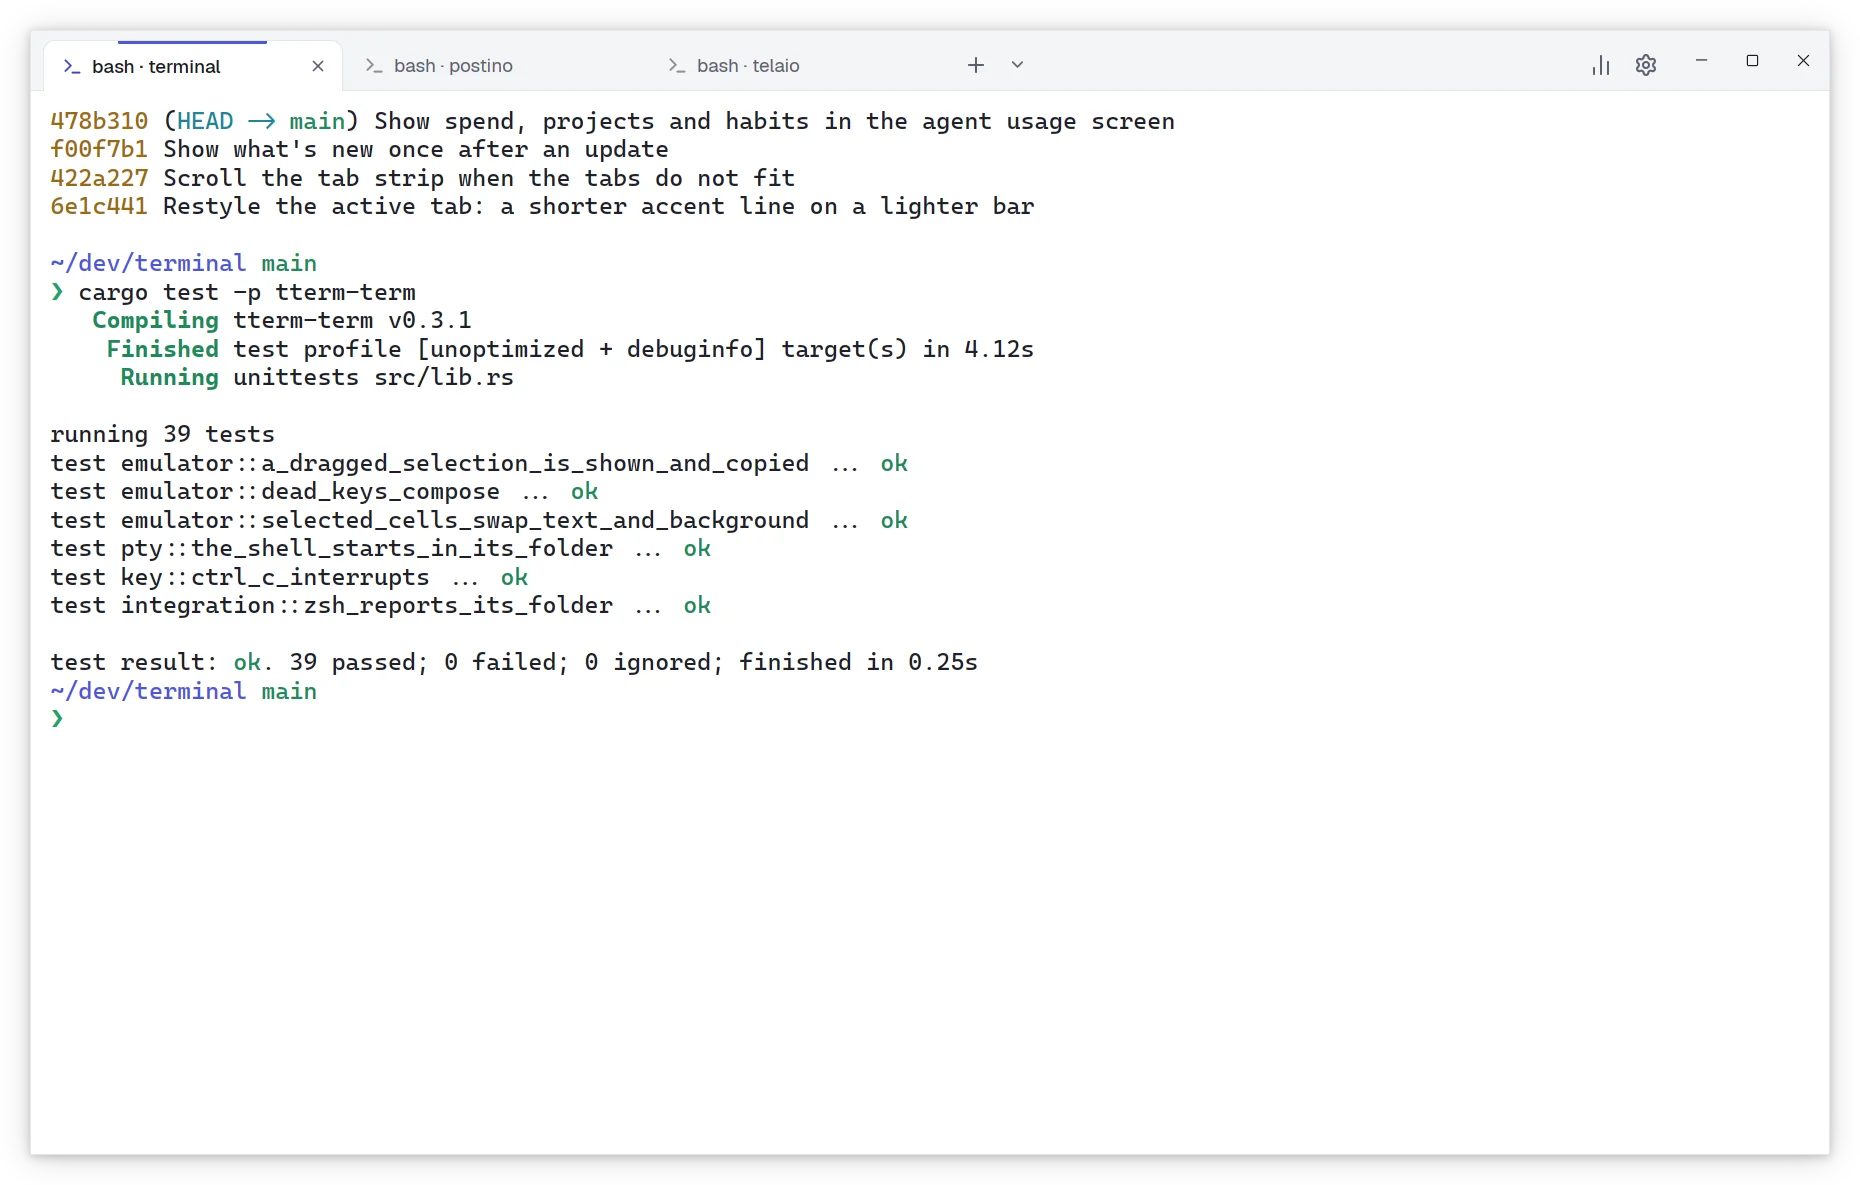 bash · terminal
bash · postino
bash · telaio
478b310 (HEAD -> main) Show spend, projects and habits in the agent usage screen
f00f7b1 Show what's new once after an update
422a227 Scroll the tab strip when the tabs do not fit
6e1c441 Restyle the active tab: a shorter accent line on a lighter bar
~/dev/terminal main
❯ cargo test -p tterm-term
Compiling tterm-term v0.3.1
Finished test profile [unoptimized + debuginfo] target(s) in 4.12s
Running unittests src/lib.rs
running 39 tests
test emulator::a_dragged_selection_is_shown_and_copied ... ok
test emulator::dead_keys_compose ... ok
test emulator::selected_cells_swap_text_and_background ... ok
test pty::the_shell_starts_in_its_folder ... ok
test key::ctrl_c_interrupts ... ok
test integration::zsh_reports_its_folder ... ok
test result: ok. 39 passed; 0 failed; 0 ignored; finished in 0.25s
~/dev/terminal main
❯